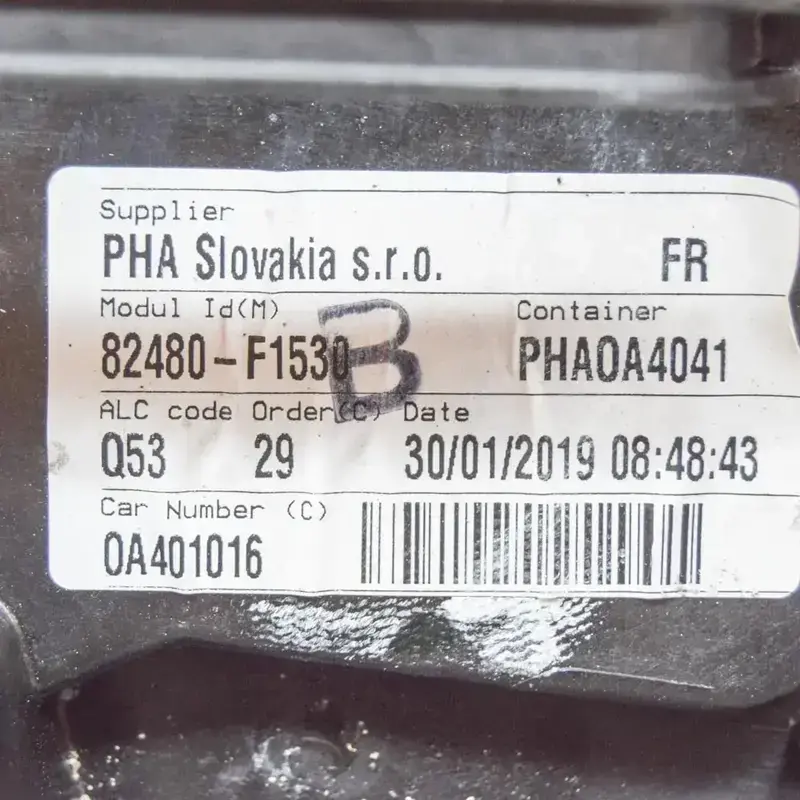 Supplier
PHA Slovakia s.r.o. FR
Modul Id(M) Container
82480-F1530 PHA0A4041
B
ALC code Order(C) Date
Q53 29 30/01/2019 08:48:43
Car Number (C)
0A401016